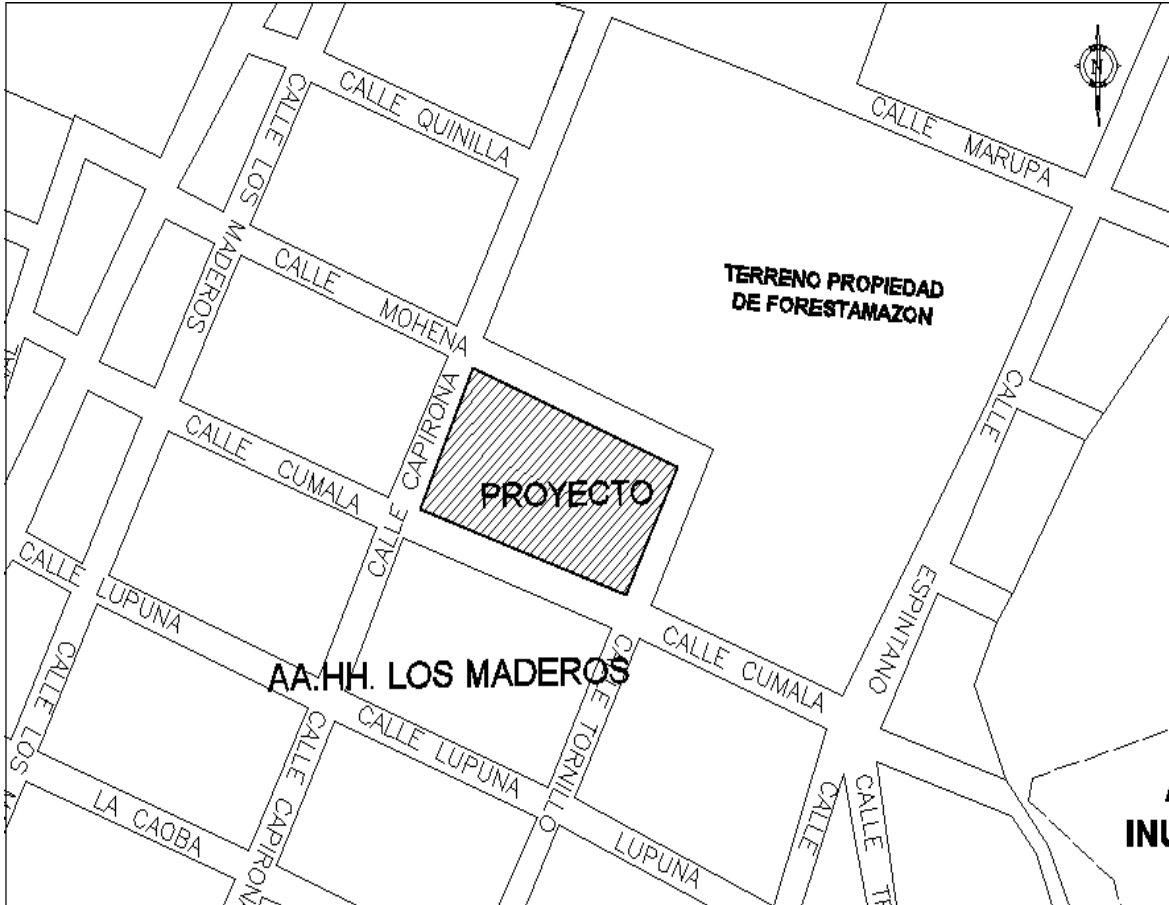 N
CALLE QUINILLA
CALLE MARUPA
CALLE LOS MADEROS
CALLE MOHENA
TERRENO PROPIEDAD
DE FORESTAMAZON
CALLE CAPIRONA
CALLE ESPINTANO
CALLE CUMALA
PROYECTO
CALLE LUPUNA
CALLE CUMALA
AA.HH. LOS MADEROS
CALLE TORNILLO
CALLE LOS
CALLE LUPUNA
CALLE CAPIRON
LA CAOBA
LUPUNA
CALLE
CALLE
INU